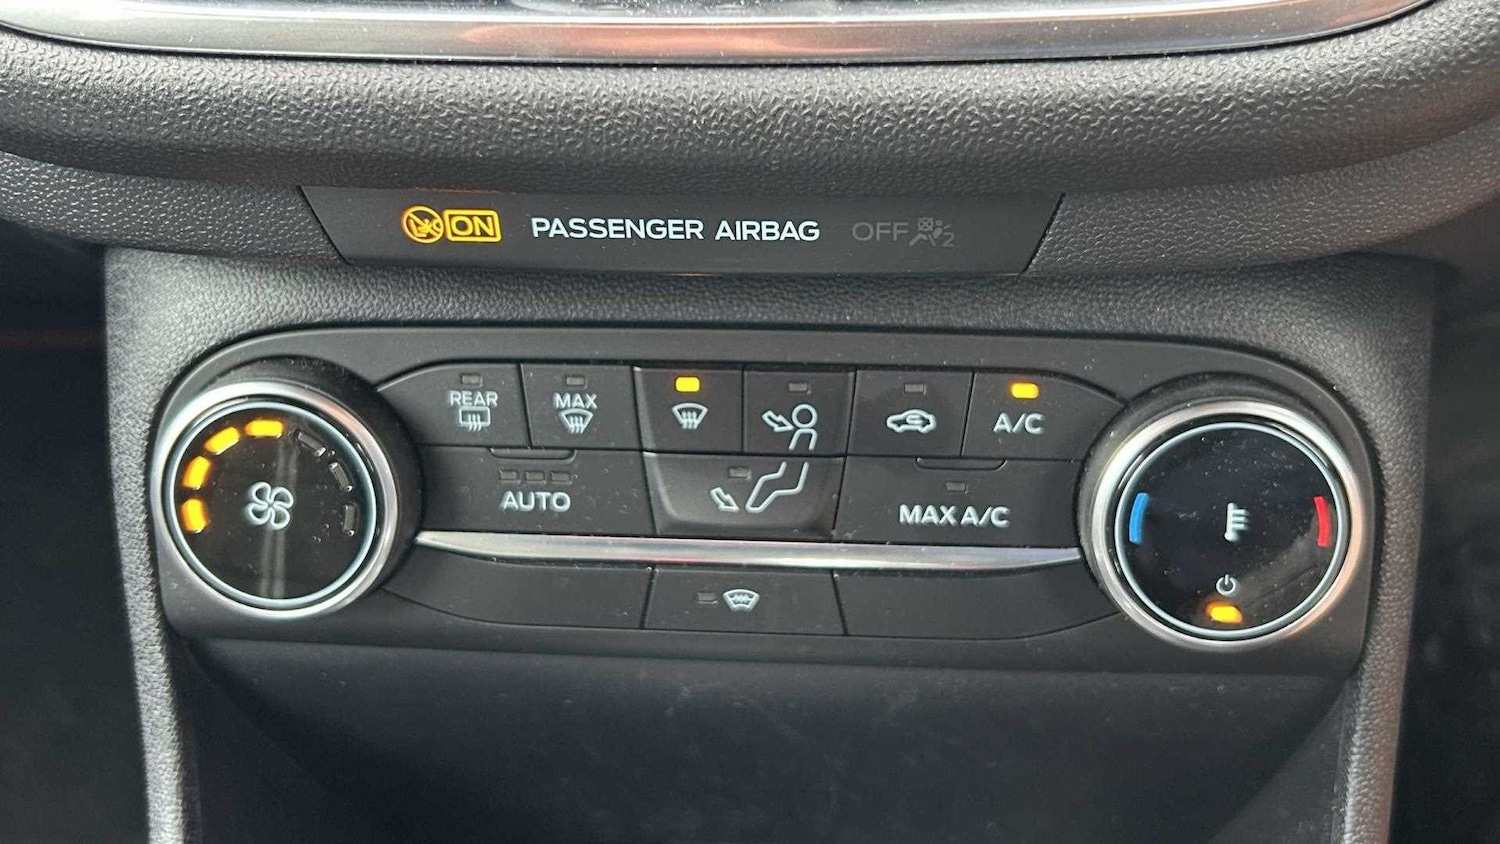 ON PASSENGER AIRBAG OFF 2
REAR MAX
A/C
AUTO MAX A/C